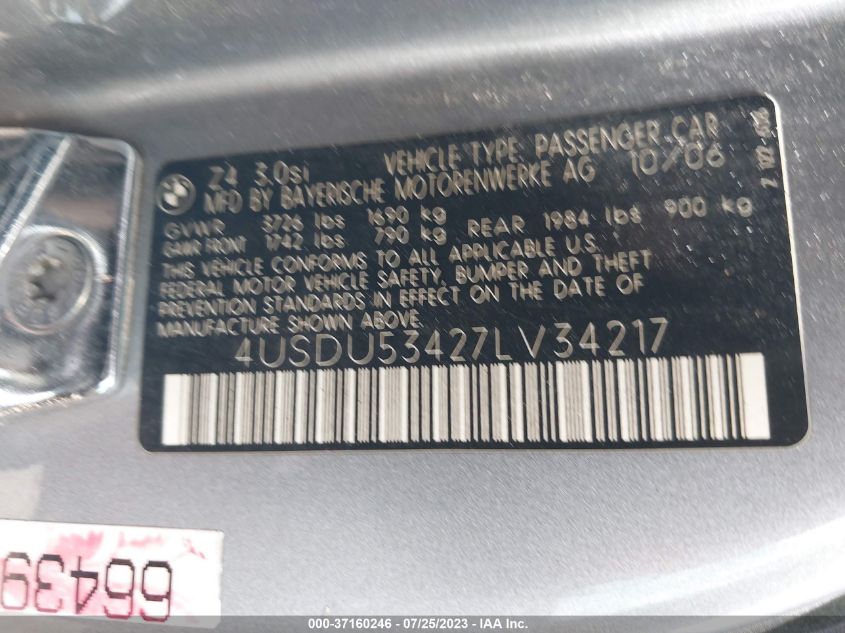 Z4 3.0si VEHICLE TYPE: PASSENGER CAR
MFD BY BAYERISCHE MOTORENWERKE AG 10/06
GVWR 3726 lbs 1690 kg
GAWR FRONT 1742 lbs 790 kg REAR 1984 lbs 900 kg
THIS VEHICLE CONFORMS TO ALL APPLICABLE U.S.
FEDERAL MOTOR VEHICLE SAFETY, BUMPER AND THEFT
PREVENTION STANDARDS IN EFFECT ON THE DATE OF
MANUFACTURE SHOWN ABOVE.
4USDU53427LV34217
66439
000-37160246 - 07/25/2023 - IAAI.COM